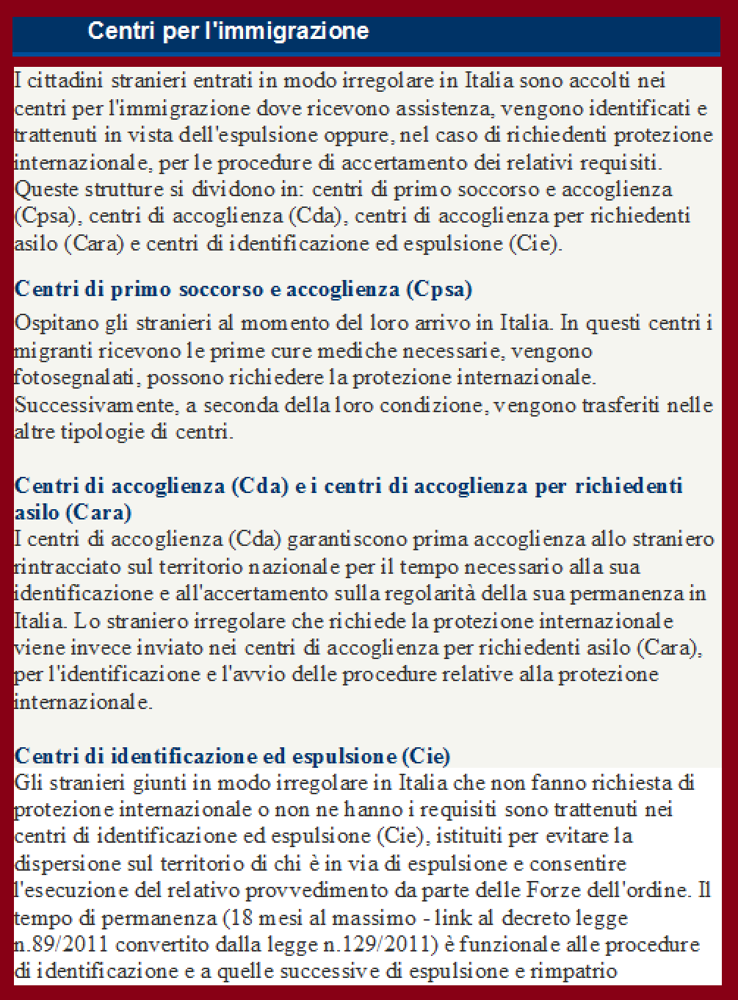 Centri per l'immigrazione
I cittadini stranieri entrati in modo irregolare in Italia sono accolti nei
centri per l'immigrazione dove ricevono assistenza, vengono identificati e
trattenuti in vista dell'espulsione oppure, nel caso di richiedenti protezione
internazionale, per le procedure di accertamento dei relativi requisiti.
Queste strutture si dividono in: centri di primo soccorso e accoglienza
(Cpsa), centri di accoglienza (Cda), centri di accoglienza per richiedenti
asilo (Cara) e centri di identificazione ed espulsione (Cie).
Centri di primo soccorso e accoglienza (Cpsa)
Ospitano gli stranieri al momento del loro arrivo in Italia. In questi centri i
migranti ricevono le prime cure mediche necessarie, vengono
fotosegnalati, possono richiedere la protezione internazionale.
Successivamente, a seconda della loro condizione, vengono trasferiti nelle
altre tipologie di centri.
Centri di accoglienza (Cda) e i centri di accoglienza per richiedenti
asilo (Cara)
I centri di accoglienza (Cda) garantiscono prima accoglienza allo straniero
rintracciato sul territorio nazionale per il tempo necessario alla sua
identificazione e all'accertamento sulla regolarità della sua permanenza in
Italia. Lo straniero irregolare che richiede la protezione internazionale
viene invece inviato nei centri di accoglienza per richiedenti asilo (Cara),
per l'identificazione e l'avvio delle procedure relative alla protezione
internazionale.
Centri di identificazione ed espulsione (Cie)
Gli stranieri giunti in modo irregolare in Italia che non fanno richiesta di
protezione internazionale o non ne hanno i requisiti sono trattenuti nei
centri di identificazione ed espulsione (Cie), istituiti per evitare la
dispersione sul territorio di chi è in via di espulsione e consentire
l'esecuzione del relativo provvedimento da parte delle Forze dell'ordine. Il
tempo di permanenza (18 mesi al massimo - link al decreto legge
n.89/2011 convertito dalla legge n.129/2011) è funzionale alle procedure
di identificazione e a quelle successive di espulsione e rimpatrio